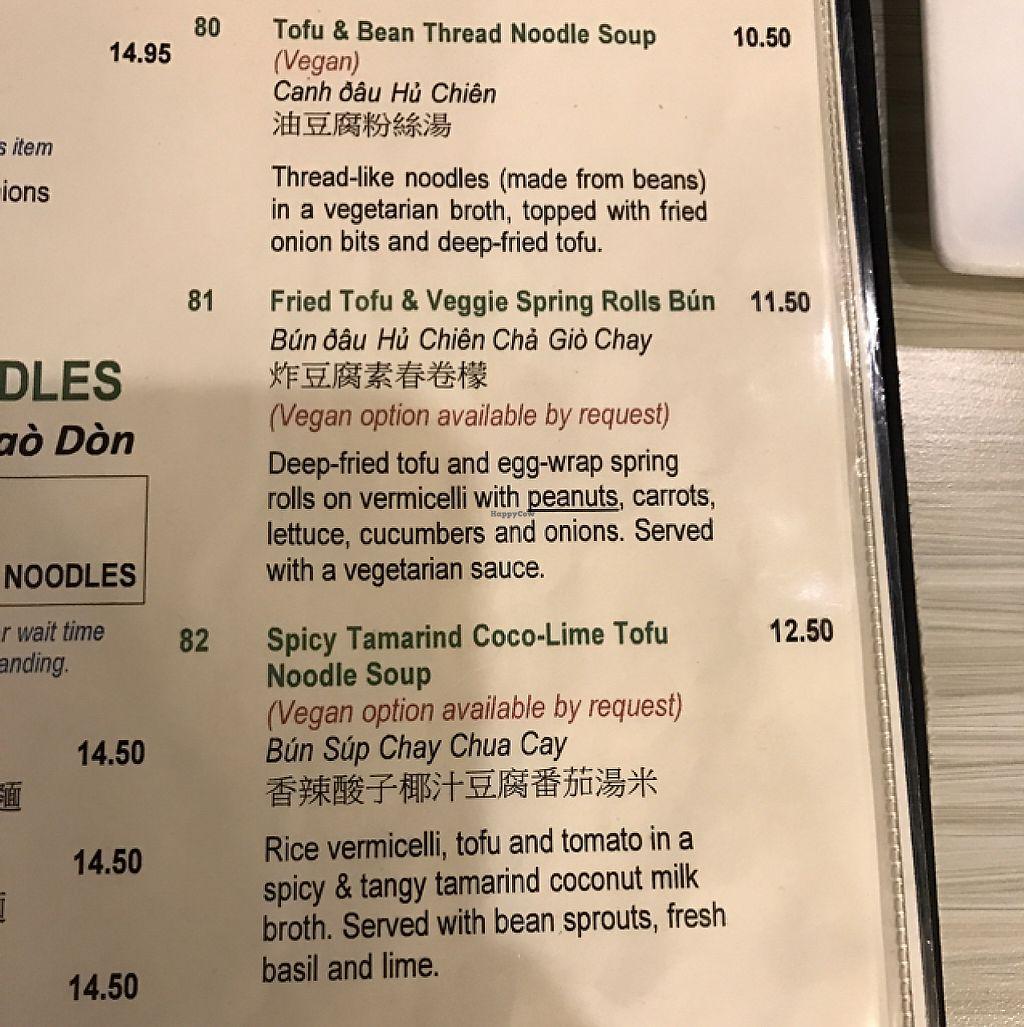 14.95
s item
ions
DLES
aò Dòn
NOODLES
r wait time
anding.
14.50
麵
14.50
14.50
80 Tofu & Bean Thread Noodle Soup 10.50
(Vegan)
Canh đâu Hủ Chiên
油豆腐粉絲湯
Thread-like noodles (made from beans)
in a vegetarian broth, topped with fried
onion bits and deep-fried tofu.
81 Fried Tofu & Veggie Spring Rolls Bún 11.50
Bún đâu Hủ Chiên Chả Giò Chay
炸豆腐素春卷檬
(Vegan option available by request)
Deep-fried tofu and egg-wrap spring
rolls on vermicelli with peanuts, carrots,
HappyCow
lettuce, cucumbers and onions. Served
with a vegetarian sauce.
82 Spicy Tamarind Coco-Lime Tofu 12.50
Noodle Soup
(Vegan option available by request)
Bún Súp Chay Chua Cay
香辣酸子椰汁豆腐番茄湯米
Rice vermicelli, tofu and tomato in a
spicy & tangy tamarind coconut milk
broth. Served with bean sprouts, fresh
basil and lime.